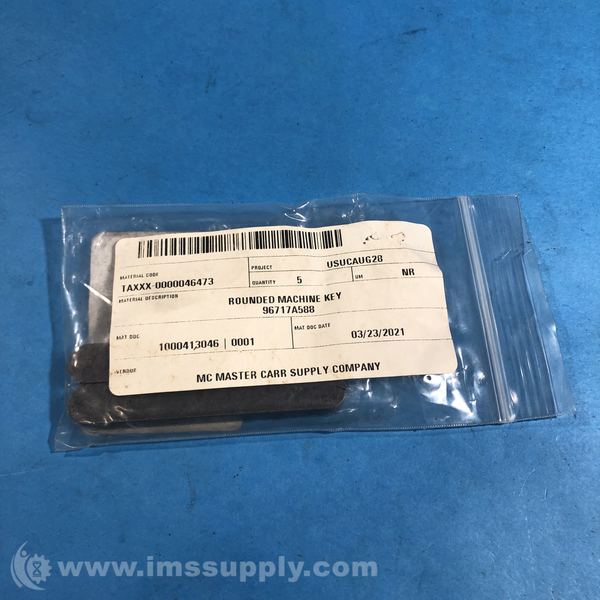 PROJECT USUCAUG28
MATERIAL CODE TAXXX-0000046473 QUANTITY 5 UM NR
MATERIAL DESCRIPTION ROUNDED MACHINE KEY
96717A588
MAT DOC 1000413046 | 0001 MAT DOC DATE 03/23/2021
VENDOR MC MASTER CARR SUPPLY COMPANY
www.imssupply.com